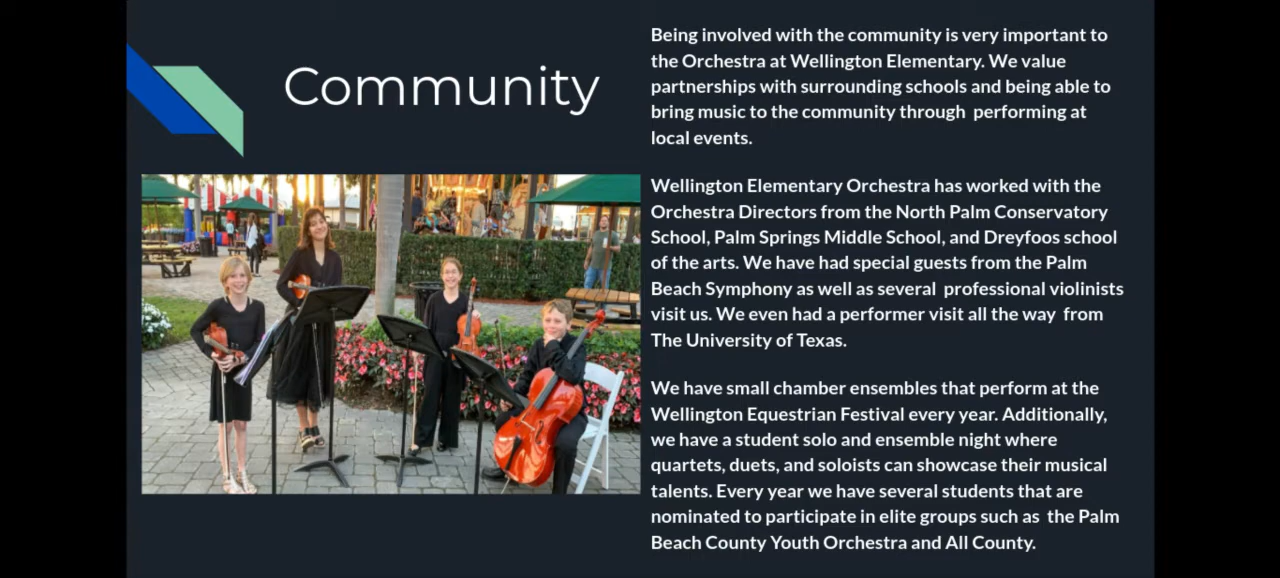 Community
Being involved with the community is very important to
the Orchestra at Wellington Elementary. We value
partnerships with surrounding schools and being able to
bring music to the community through performing at
local events.
Wellington Elementary Orchestra has worked with the
Orchestra Directors from the North Palm Conservatory
School, Palm Springs Middle School, and Dreyfoos school
of the arts. We have had special guests from the Palm
Beach Symphony as well as several professional violinists
visit us. We even had a performer visit all the way from
The University of Texas.
We have small chamber ensembles that perform at the
Wellington Equestrian Festival every year. Additionally,
we have a student solo and ensemble night where
quartets, duets, and soloists can showcase their musical
talents. Every year we have several students that are
nominated to participate in elite groups such as the Palm
Beach County Youth Orchestra and All County.